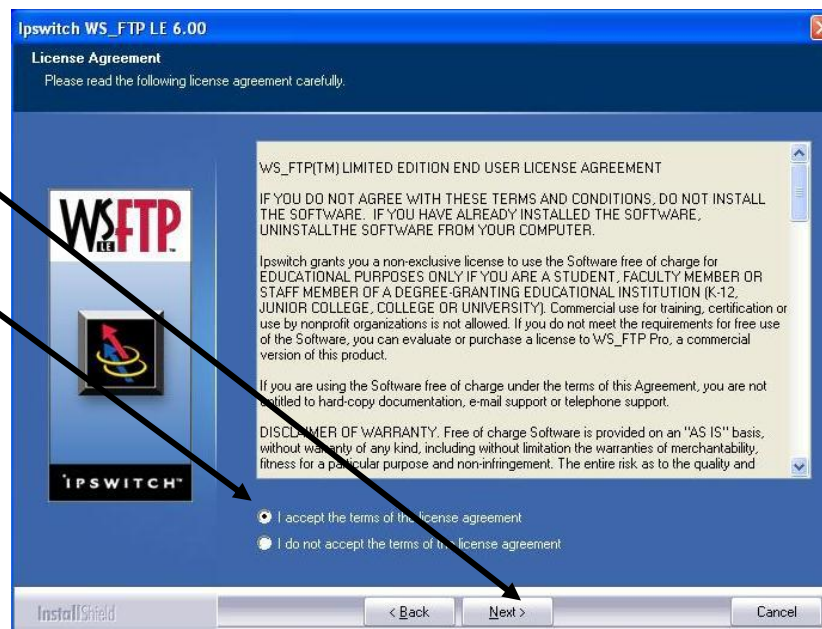 Ipswitch WS_FTP LE 6.00
License Agreement
Please read the following license agreement carefully.
WS_FTP(TM) LIMITED EDITION END USER LICENSE AGREEMENT
IF YOU DO NOT AGREE WITH THESE TERMS AND CONDITIONS, DO NOT INSTALL
THE SOFTWARE. IF YOU HAVE ALREADY INSTALLED THE SOFTWARE,
UNINSTALLTHE SOFTWARE FROM YOUR COMPUTER.
Ipswitch grants you a non-exclusive license to use the Software free of charge for
EDUCATIONAL PURPOSES ONLY IF YOU ARE A STUDENT, FACULTY MEMBER OR
STAFF MEMBER OF A DEGREE-GRANTING EDUCATIONAL INSTITUTION (K-12,
JUNIOR COLLEGE, COLLEGE OR UNIVERSITY). Commercial use for training, certification or
use by nonprofit organizations is not allowed. If you do not meet the requirements for free use
of the Software, you can evaluate or purchase a license to WS_FTP Pro, a commercial
version of this product.
If you are using the Software free of charge under the terms of this Agreement, you are not
entitled to hard-copy documentation, e-mail support or telephone support.
DISCLAIMER OF WARRANTY. Free of charge Software is provided on an "AS IS" basis,
without warranty of any kind, including without limitation the warranties of merchantability,
fitness for a particular purpose and non-infringement. The entire risk as to the quality and
WS FTP
LE
IPSWITCH™
I accept the terms of the license agreement
I do not accept the terms of the license agreement
InstallShield
< Back
Next >
Cancel